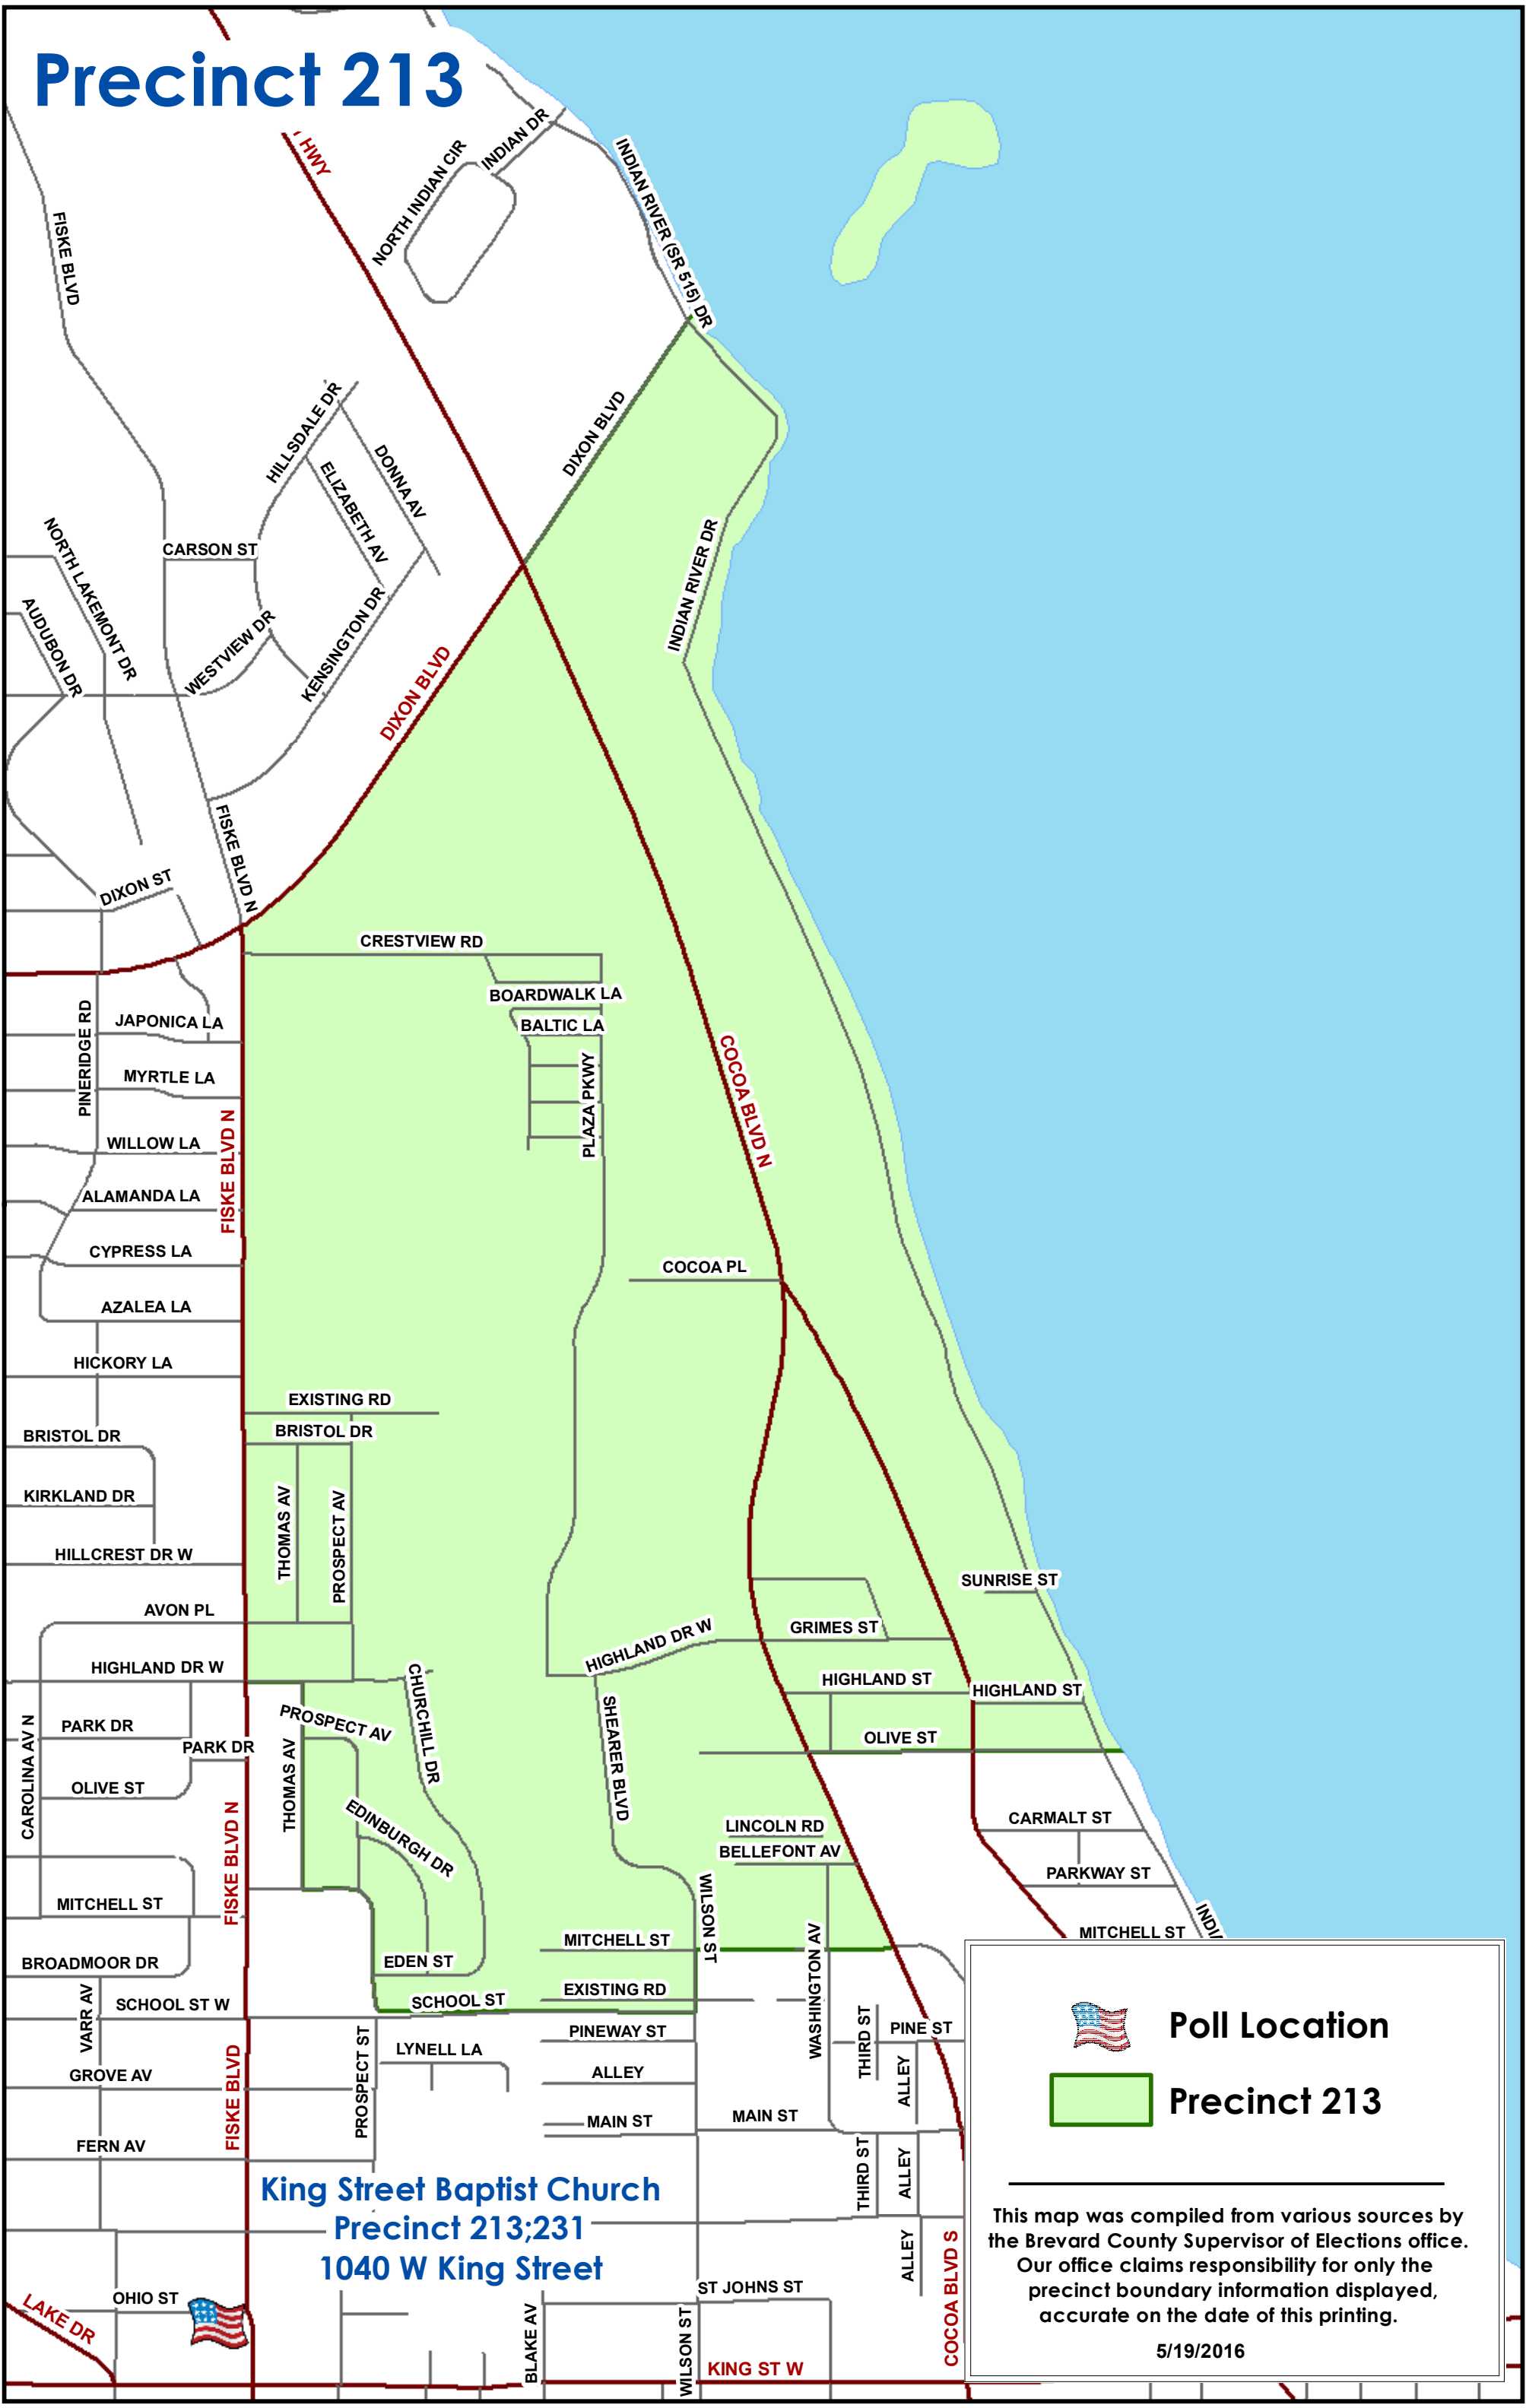 Precinct 213
HWY
INDIAN DR
NORTH INDIAN CIR
INDIAN RIVER (SR 515) DR
FISKE BLVD
HILLSDALE DR
DONNA AV
ELIZABETH AV
DIXON BLVD
CARSON ST
NORTH LAKEMONT DR
AUDUBON DR
WESTVIEW DR
KENSINGTON DR
INDIAN RIVER DR
DIXON BLVD
FISKE BLVD N
DIXON ST
CRESTVIEW RD
BOARDWALK LA
BALTIC LA
PLAZA PKWY
COCOA BLVD N
PINERIDGE RD
JAPONICA LA
MYRTLE LA
WILLOW LA
FISKE BLVD N
ALAMANDA LA
CYPRESS LA
COCOA PL
AZALEA LA
HICKORY LA
EXISTING RD
BRISTOL DR
BRISTOL DR
KIRKLAND DR
THOMAS AV
PROSPECT AV
HILLCREST DR W
SUNRISE ST
AVON PL
GRIMES ST
HIGHLAND DR W
HIGHLAND DR W
CHURCHILL DR
HIGHLAND ST
HIGHLAND ST
PROSPECT AV
PARK DR
PARK DR
OLIVE ST
CAROLINA AV N
THOMAS AV
SHEARER BLVD
OLIVE ST
EDINBURGH DR
LINCOLN RD
CARMALT ST
BELLEFONT AV
PARKWAY ST
FISKE BLVD N
MITCHELL ST
WILSON ST
MITCHELL ST
INDIA
MITCHELL ST
BROADMOOR DR
EDEN ST
WASHINGTON AV
EXISTING RD
SCHOOL ST
VARR AV
SCHOOL ST W
PINEWAY ST
THIRD ST
PINE ST
PROSPECT ST
LYNELL LA
FISKE BLVD
GROVE AV
ALLEY
ALLEY
MAIN ST
MAIN ST
FERN AV
THIRD ST
ALLEY
King Street Baptist Church
Precinct 213;231
1040 W King Street
ALLEY
COCOA BLVD S
OHIO ST
LAKE DR
ST JOHNS ST
BLAKE AV
WILSON ST
KING ST W
Poll Location
Precinct 213
This map was compiled from various sources by
the Brevard County Supervisor of Elections office.
Our office claims responsibility for only the
precinct boundary information displayed,
accurate on the date of this printing.
5/19/2016